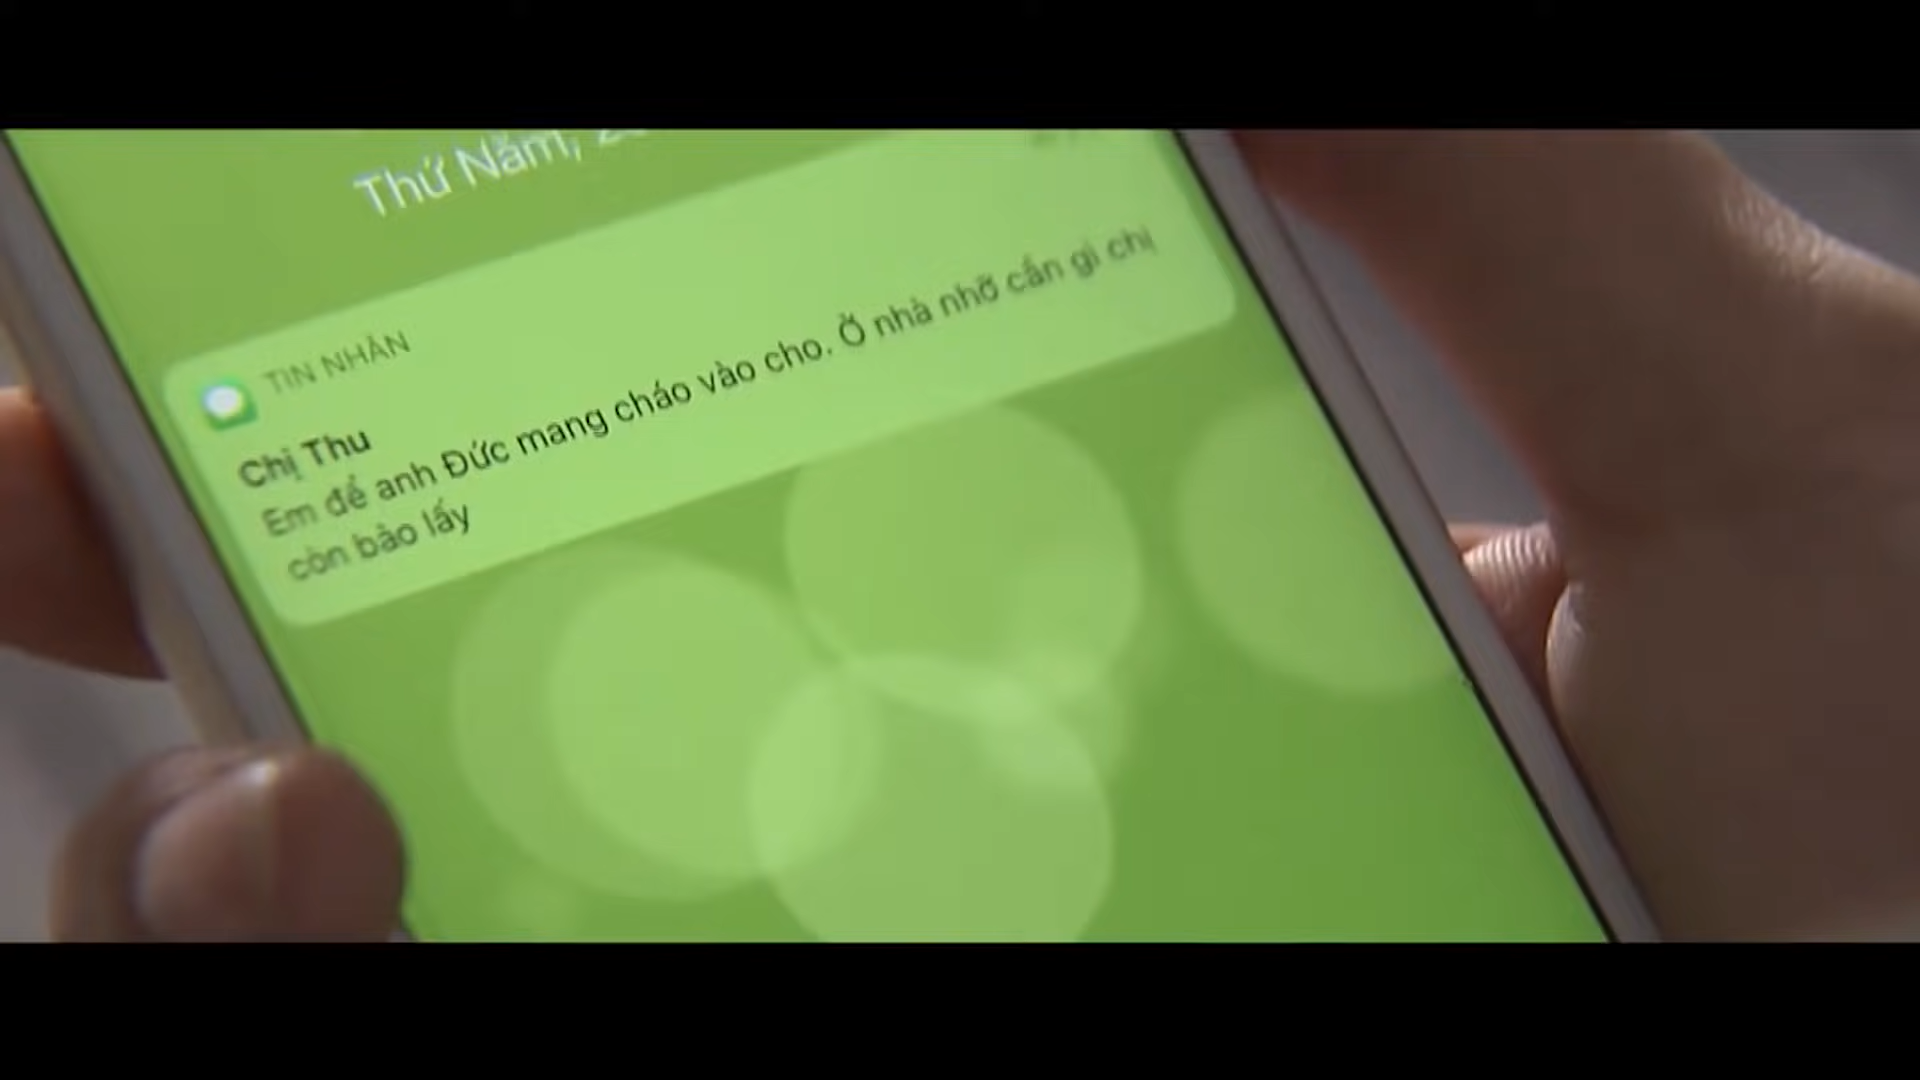 Thứ Năm,
TIN NHẮN
Chị Thu
Em để anh Đức mang cháo vào cho. Ở nhà nhỡ cần gì chị
còn bảo lấy